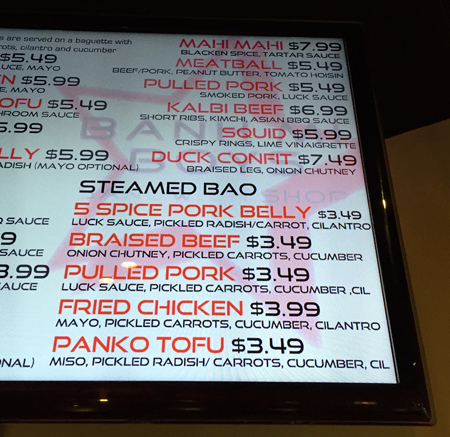 s are served on a baguette with
rots, cilantro and cucumber
$5.49
UCE, MAYO
EN $5.99
OFU $5.49
HROOM SAUCE
5.99
LLY $5.99
ADISH (MAYO OPTIONAL)
MAHI MAHI $7.99
BLACKEN SPICE, TARTAR SAUCE
MEATBALL $5.49
BEEF/PORK, PEANUT BUTTER, TOMATO HOISIN
PULLED PORK $5.49
SMOKED PORK, LUCK SAUCE
KALBI BEEF $6.99
SHORT RIBS, KIMCHI, ASIAN BBQ SAUCE
SQUID $5.99
CRISPY RINGS, LIME VINAIGRETTE
DUCK CONFIT $7.49
BRAISED LEG, ONION CHUTNEY
STEAMED BAO
5 SPICE PORK BELLY $3.49
LUCK SAUCE, PICKLED RADISH/CARROT, CILANTRO
BRAISED BEEF $3.49
ONION CHUTNEY, PICKLED CARROTS, CUCUMBER
PULLED PORK $3.49
LUCK SAUCE, PICKLED CARROTS, CUCUMBER ,CIL
FRIED CHICKEN $3.99
MAYO, PICKLED CARROTS, CUCUMBER, CILANTRO
PANKO TOFU $3.49
MISO, PICKLED RADISH/ CARROTS, CUCUMBER, CIL
9
SAUCE
9
SAUCE
3.99
SAUCE
ONAL)
SHOP